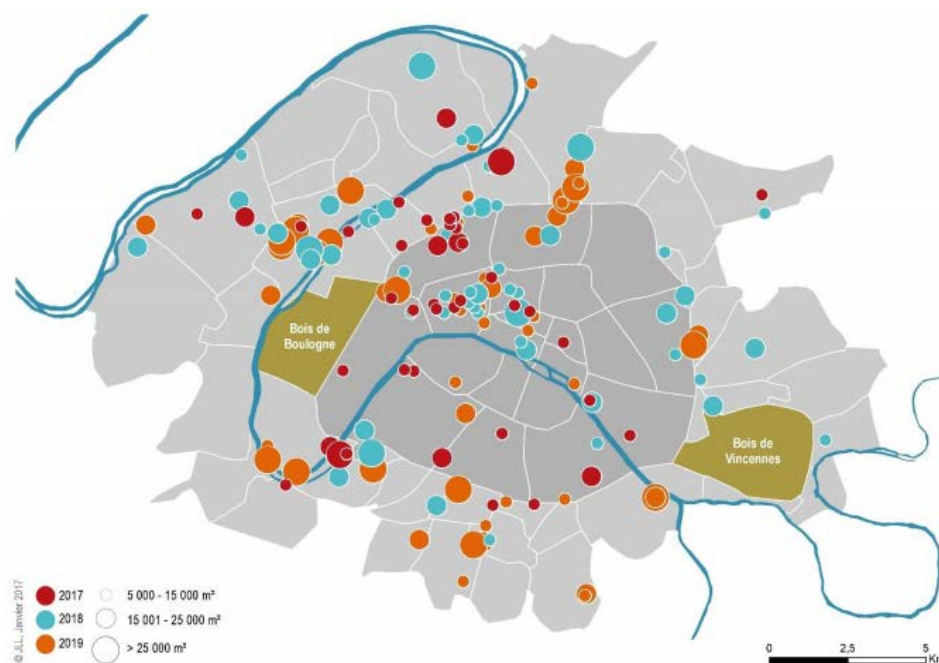 Bois de
Boulogne
Bois de
Vincennes
© JLL, Janvier 2017
2017
2018
2019
5 000 - 15 000 m²
15 001 - 25 000 m²
> 25 000 m²
0
2,5
5